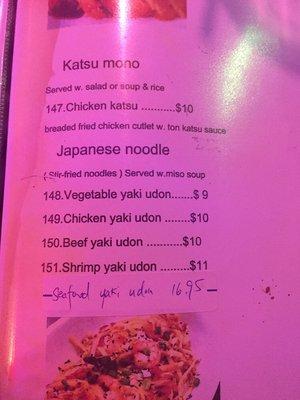 Katsu mono
Served w. salad or soup & rice
147.Chicken katsu ...........$10
breaded fried chicken cutlet w. ton katsu sauce
Japanese noodle
( Stir-fried noodles ) Served w.miso soup
148.Vegetable yaki udon.......$ 9
149.Chicken yaki udon ..........$10
150.Beef yaki udon ...........$10
151.Shrimp yaki udon .........$11
-Seafood yaki udon 16.95-